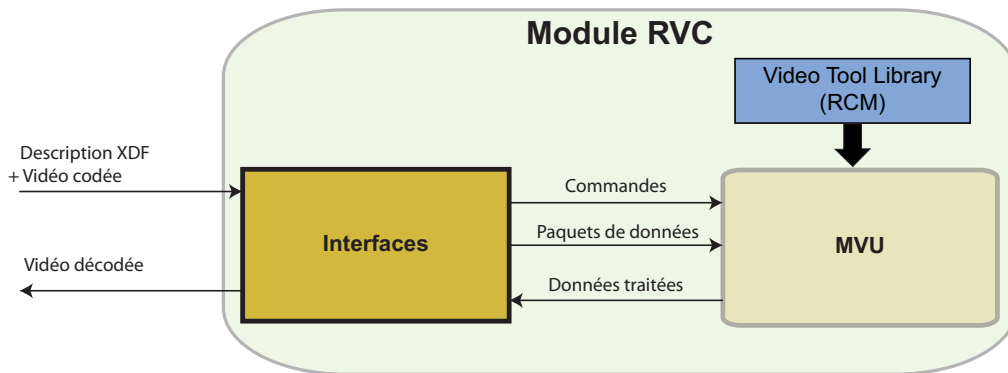 Module RVC
Video Tool Library
(RCM)
Description XDF
+ Vidéo codée
Commandes
Interfaces
Paquets de données
MVU
Vidéo décodée
Données traitées